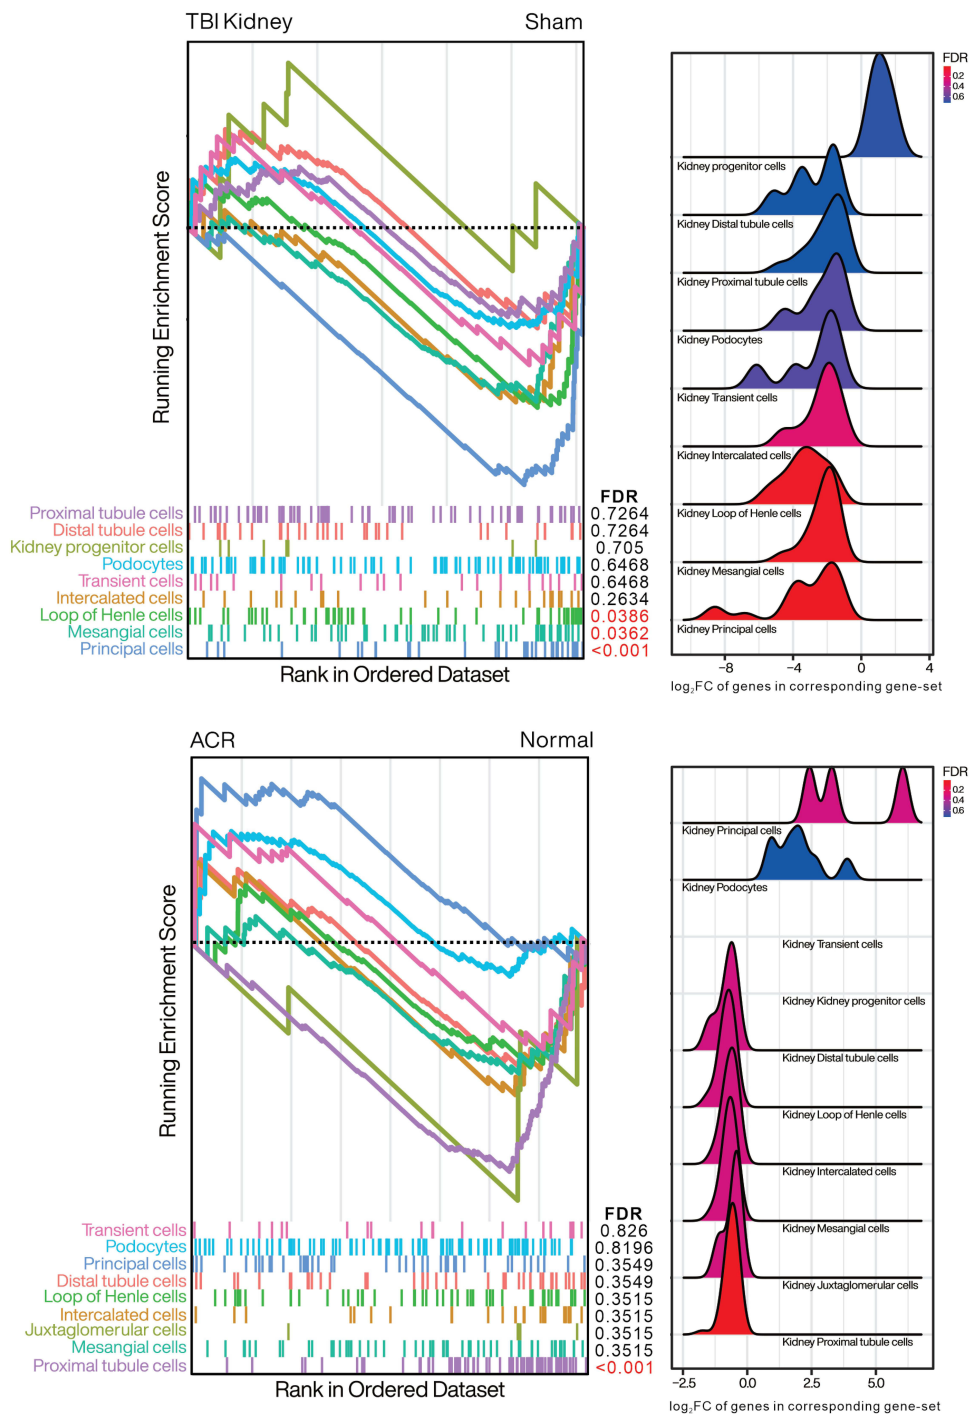 TBI Kidney Sham
Running Enrichment Score
FDR
Proximal tubule cells 0.7264
Distal tubule cells 0.7264
Kidney progenitor cells 0.705
Podocytes 0.6468
Transient cells 0.6468
Intercalated cells 0.2634
Loop of Henle cells 0.0386
Mesangial cells 0.0362
Principal cells <0.001
Rank in Ordered Dataset
FDR
0.2
0.4
0.6
Kidney progenitor cells
Kidney Distal tubule cells
Kidney Proximal tubule cells
Kidney Podocytes
Kidney Transient cells
Kidney Intercalated cells
Kidney Loop of Henle cells
Kidney Mesangial cells
Kidney Principal cells
−8 −4 0 4
log₂FC of genes in corresponding gene-set
ACR Normal
Running Enrichment Score
FDR
Transient cells 0.826
Podocytes 0.8196
Principal cells 0.3549
Distal tubule cells 0.3549
Loop of Henle cells 0.3515
Intercalated cells 0.3515
Juxtaglomerular cells 0.3515
Mesangial cells 0.3515
Proximal tubule cells <0.001
Rank in Ordered Dataset
FDR
0.2
0.4
0.6
Kidney Principal cells
Kidney Podocytes
Kidney Transient cells
Kidney Kidney progenitor cells
Kidney Distal tubule cells
Kidney Loop of Henle cells
Kidney Intercalated cells
Kidney Mesangial cells
Kidney Juxtaglomerular cells
Kidney Proximal tubule cells
−2.5 0.0 2.5 5.0
log₂FC of genes in corresponding gene-set